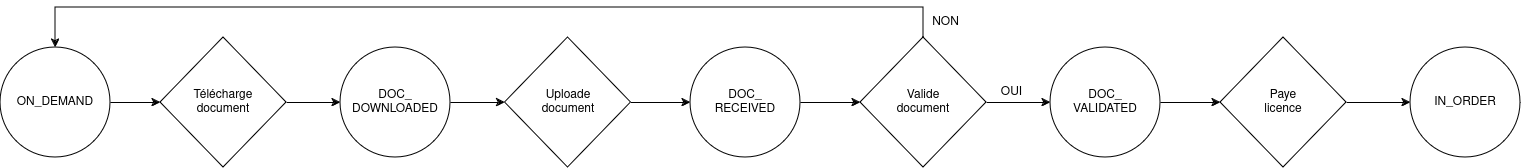 NON
ON_DEMAND
Télécharge
document
DOC_
DOWNLOADED
Uploade
document
DOC_
RECEIVED
Valide
document
OUI
DOC_
VALIDATED
Paye
licence
IN_ORDER